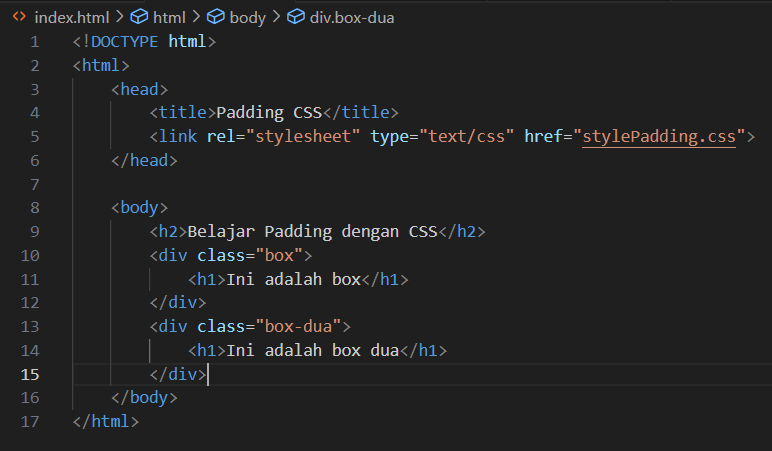 index.html > html > body > div.box-dua
1 <!DOCTYPE html>
2 <html>
3     <head>
4         <title>Padding CSS</title>
5         <link rel="stylesheet" type="text/css" href="stylePadding.css">
6     </head>
7
8     <body>
9         <h2>Belajar Padding dengan CSS</h2>
10         <div class="box">
11             <h1>Ini adalah box</h1>
12         </div>
13         <div class="box-dua">
14             <h1>Ini adalah box dua</h1>
15         </div>
16     </body>
17 </html>